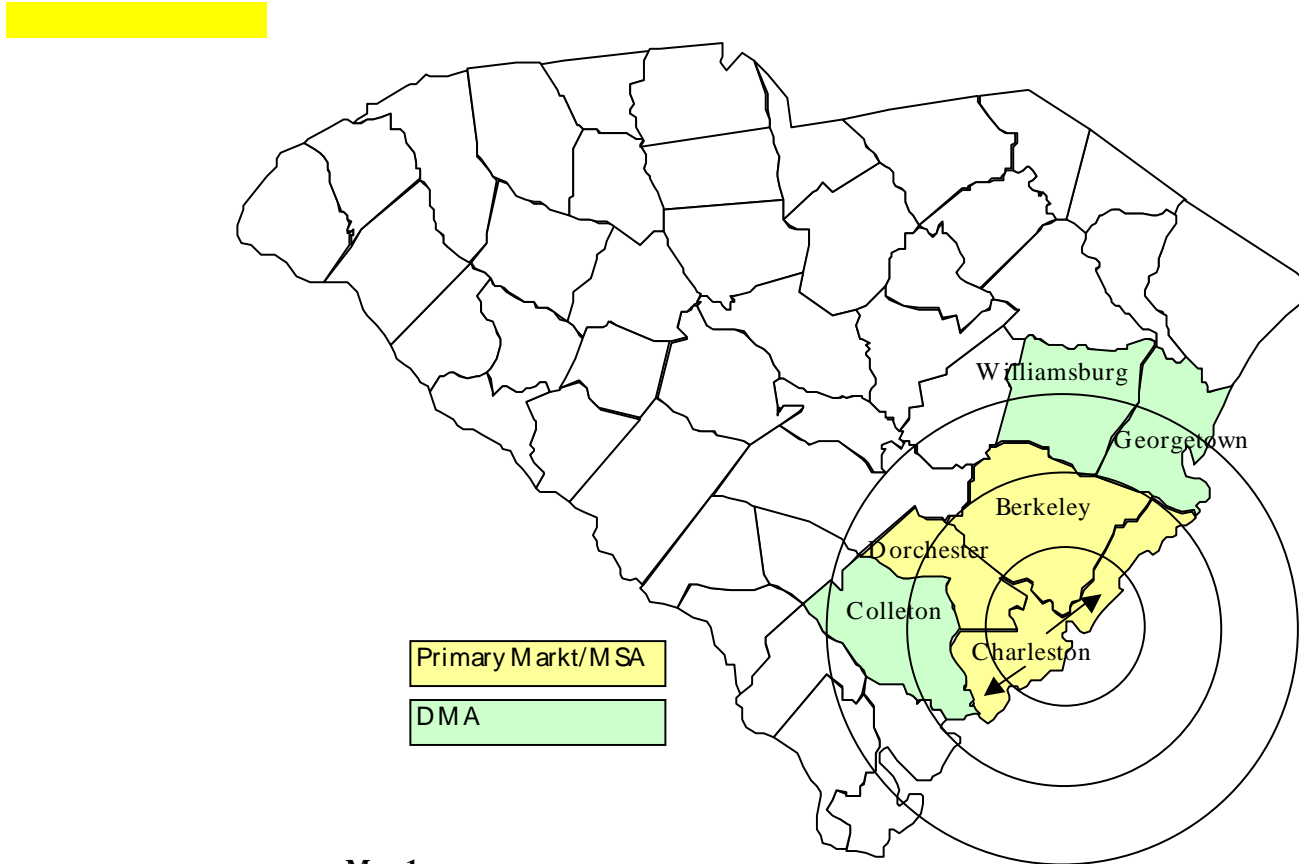 Williamsburg
Georgetown
Berkeley
Dorchester
Colleton
Charleston
Primary Markt/MSA
DMA